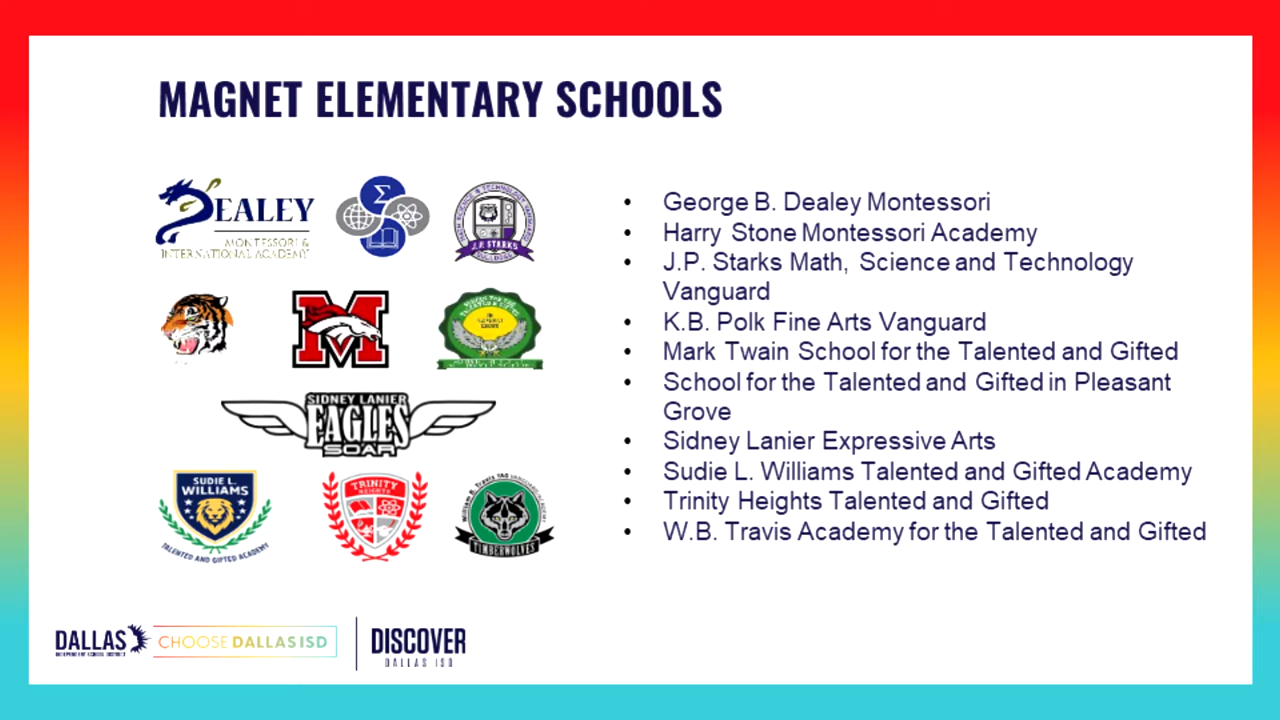 MAGNET ELEMENTARY SCHOOLS
DEALEY
MONTESSORI &
INTERNATIONAL ACADEMY
J.P. STARKS
SIDNEY LANIER
EAGLES
SOAR
SUDIE L.
WILLIAMS
TALENTED AND GIFTED ACADEMY
TRINITY
HEIGHTS
TIMBERWOLVES
• George B. Dealey Montessori
• Harry Stone Montessori Academy
• J.P. Starks Math, Science and Technology
Vanguard
• K.B. Polk Fine Arts Vanguard
• Mark Twain School for the Talented and Gifted
• School for the Talented and Gifted in Pleasant
Grove
• Sidney Lanier Expressive Arts
• Sudie L. Williams Talented and Gifted Academy
• Trinity Heights Talented and Gifted
• W.B. Travis Academy for the Talented and Gifted
DALLAS
INDEPENDENT SCHOOL DISTRICT
CHOOSE DALLAS ISD
DISCOVER
DALLAS ISD